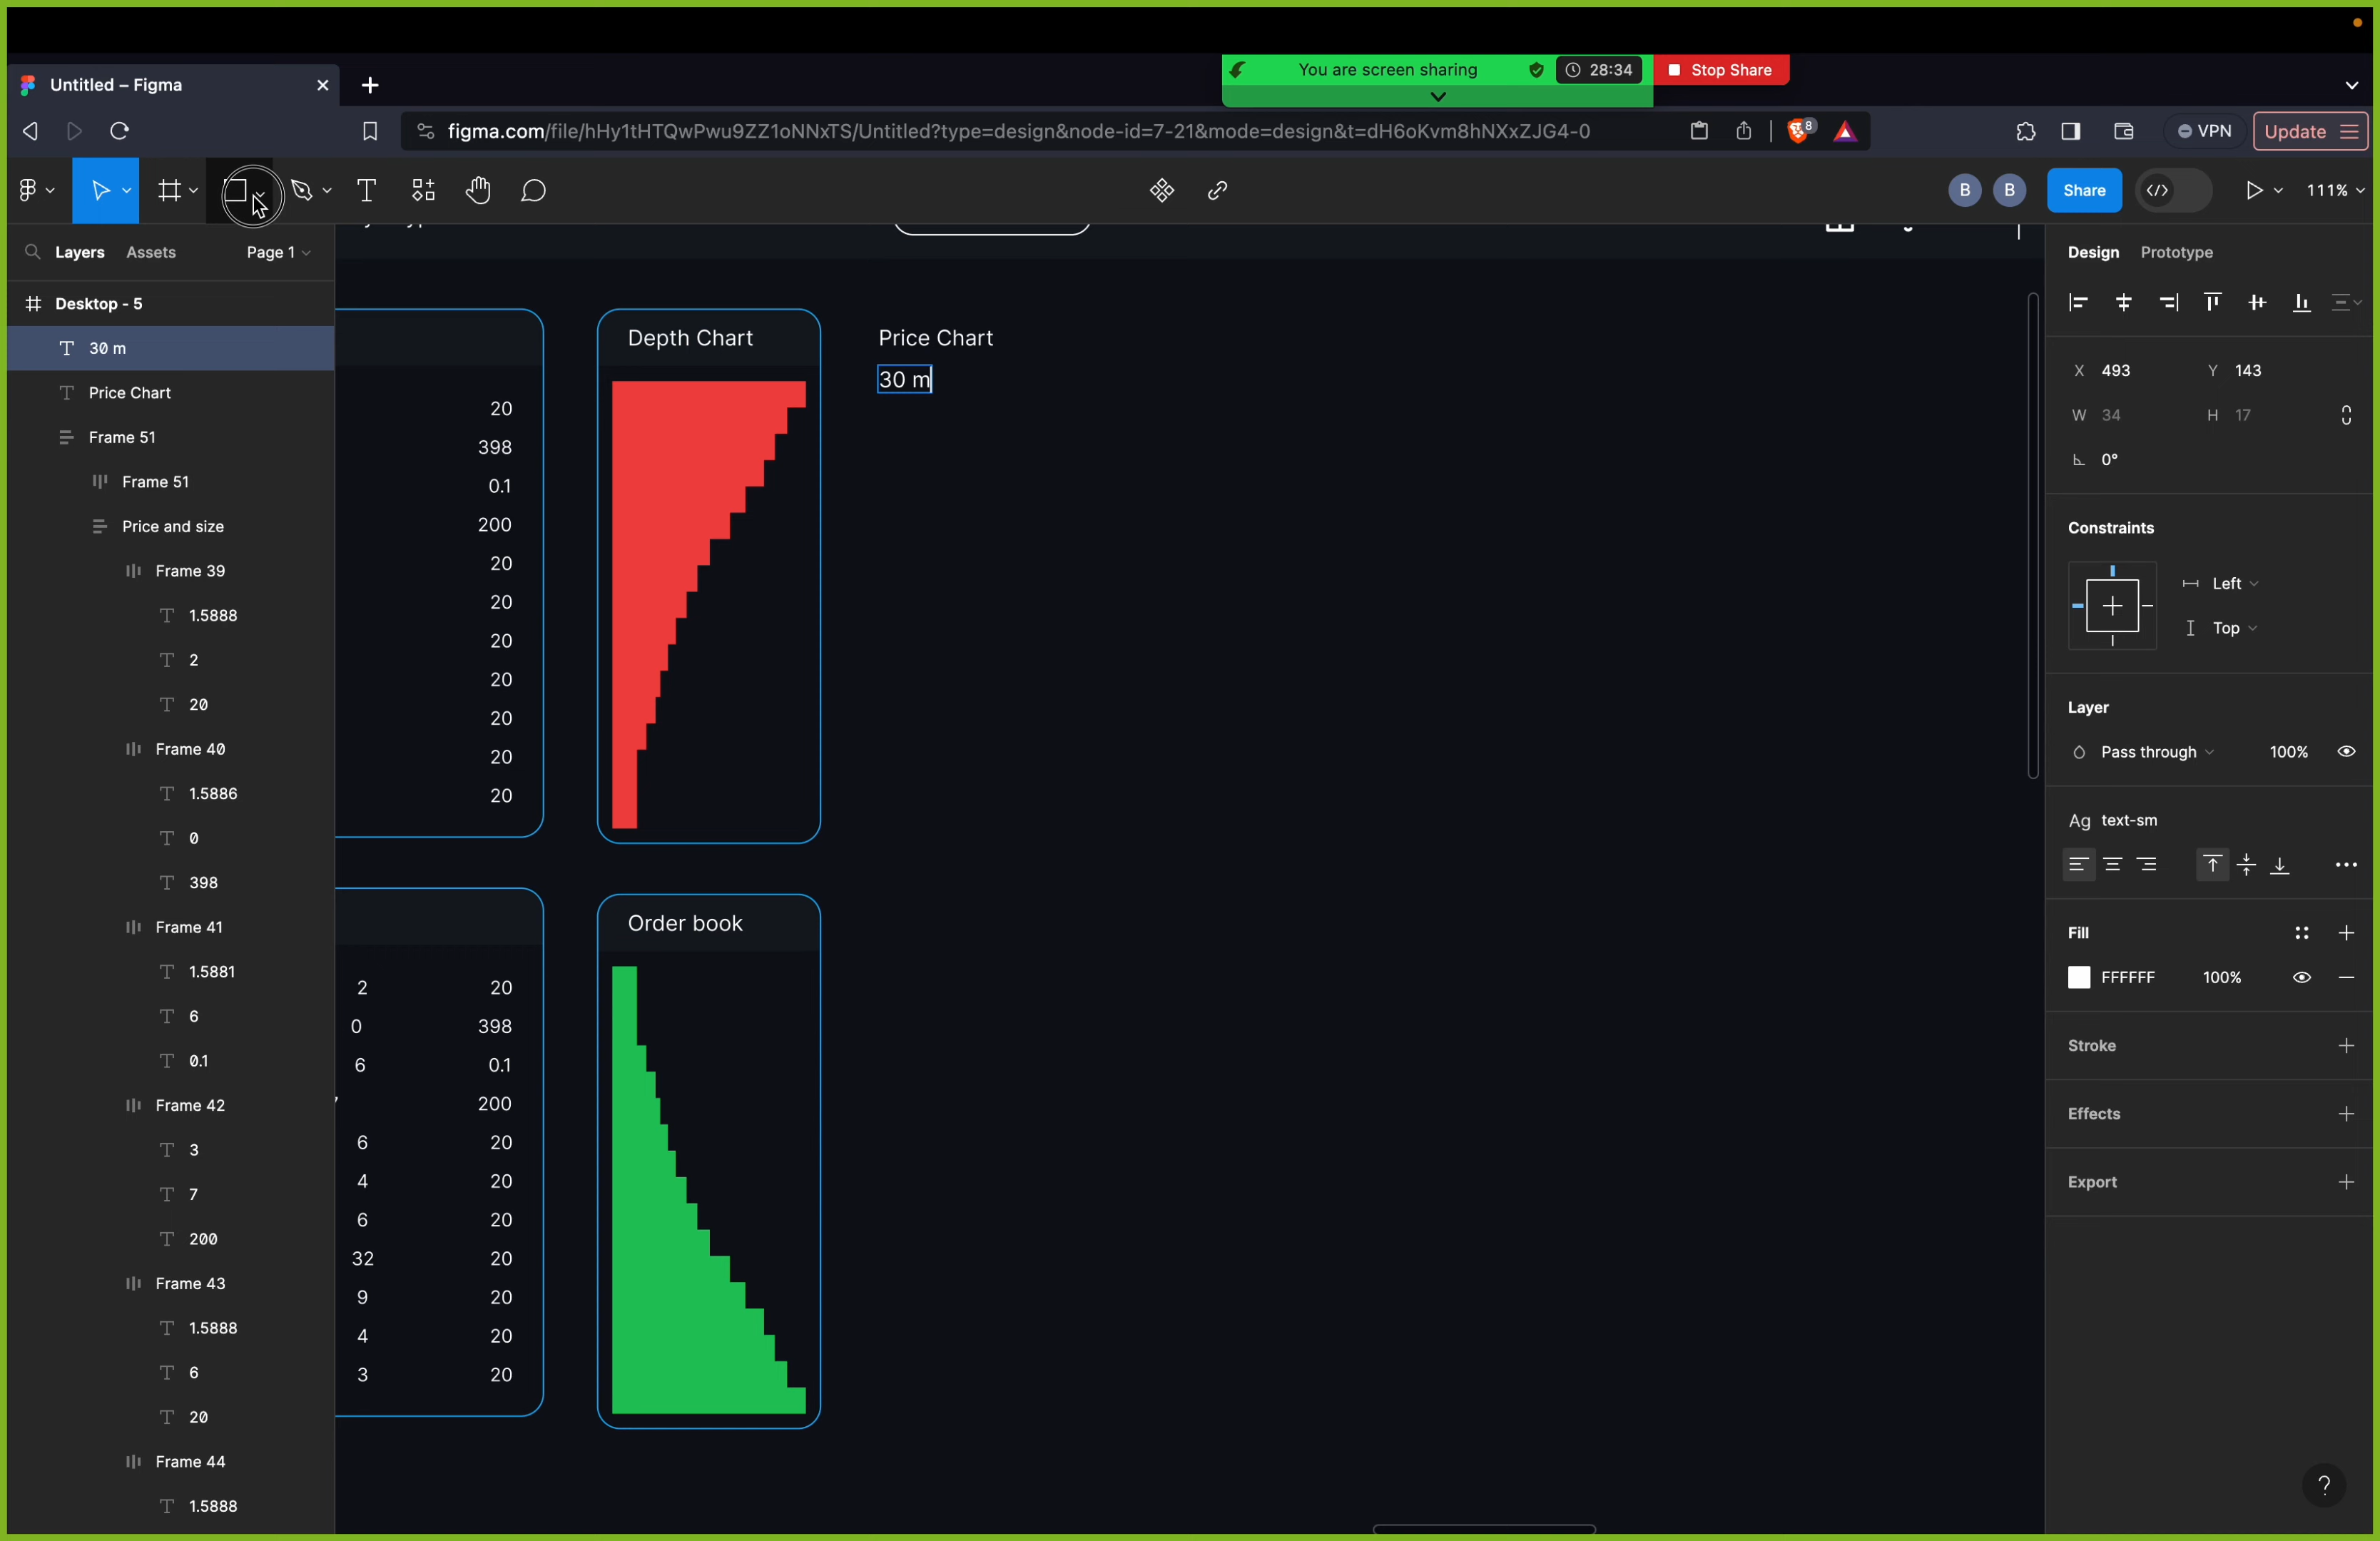 Untitled – Figma
You are screen sharing
28:34
Stop Share
figma.com/file/hHy1tHTQwPwu9ZZ1oNNxTS/Untitled?type=design&node-id=7-21&mode=design&t=dH6oKvm8hNXxZJG4-0
8
VPN
Update
B
B
Share
111%
Layers
Assets
Page 1
Desktop - 5
30 m
Price Chart
Frame 51
Frame 51
Price and size
Frame 39
1.5888
2
20
Frame 40
1.5886
0
398
Frame 41
1.5881
6
0.1
Frame 42
3
7
200
Frame 43
1.5888
6
20
Frame 44
1.5888
20
398
0.1
200
20
20
20
20
20
20
20
2 20
0 398
6 0.1
200
6 20
4 20
6 20
32 20
9 20
4 20
3 20
Depth Chart
Order book
Price Chart
30 m
Design
Prototype
X 493
Y 143
W 34
H 17
0°
Constraints
Left
Top
Layer
Pass through
100%
Ag text-sm
Fill
FFFFFF
100%
Stroke
Effects
Export
?